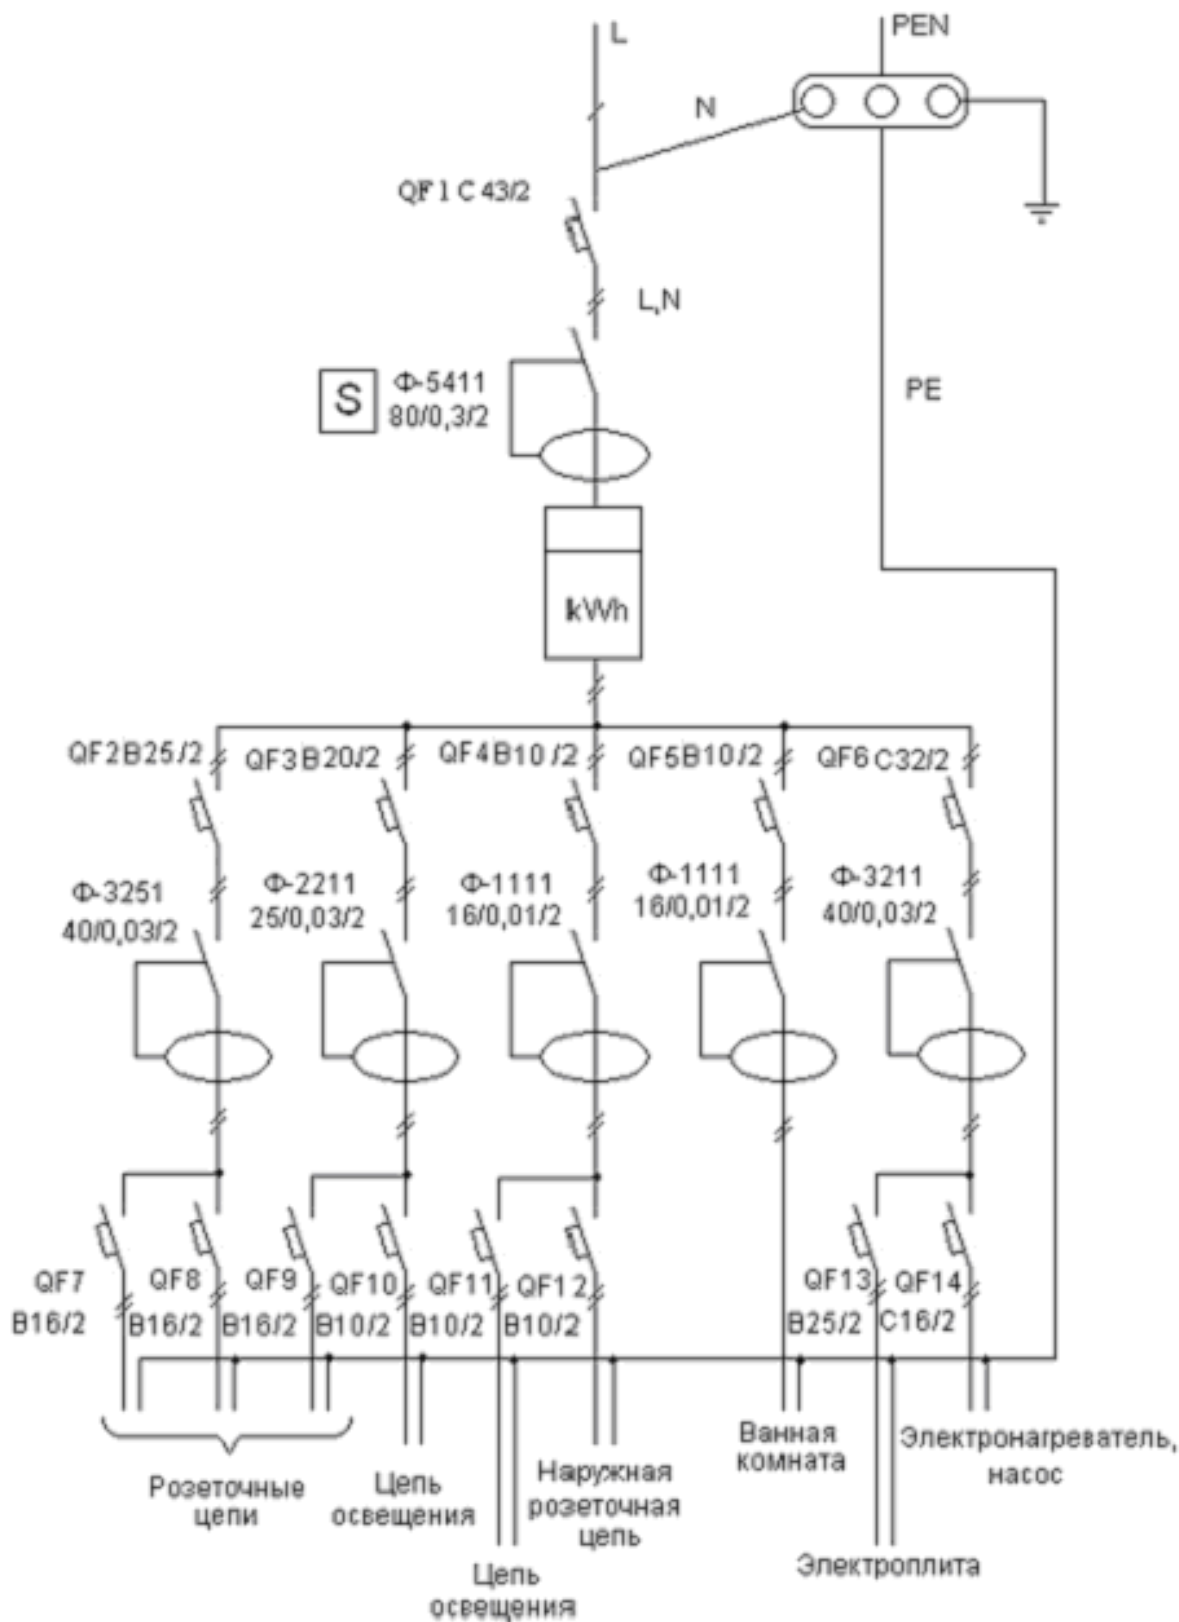 L
PEN
N
QF1 C 43/2
L,N
S
Ф-5411
80/0,3/2
PE
kWh
QF2 B25/2
QF3 B20/2
QF4 B10/2
QF5 B10/2
QF6 C32/2
Ф-3251
40/0,03/2
Ф-2211
25/0,03/2
Ф-1111
16/0,01/2
Ф-1111
16/0,01/2
Ф-3211
40/0,03/2
QF7
B16/2
QF8
B16/2
QF9
B16/2
QF10
B10/2
QF11
B10/2
QF12
B10/2
QF13
B25/2
QF14
C16/2
Розеточные
цепи
Цепь
освещения
Цепь
освещения
Наружная
розеточная
цепь
Ванная
комната
Электроплита
Электронагреватель,
насос